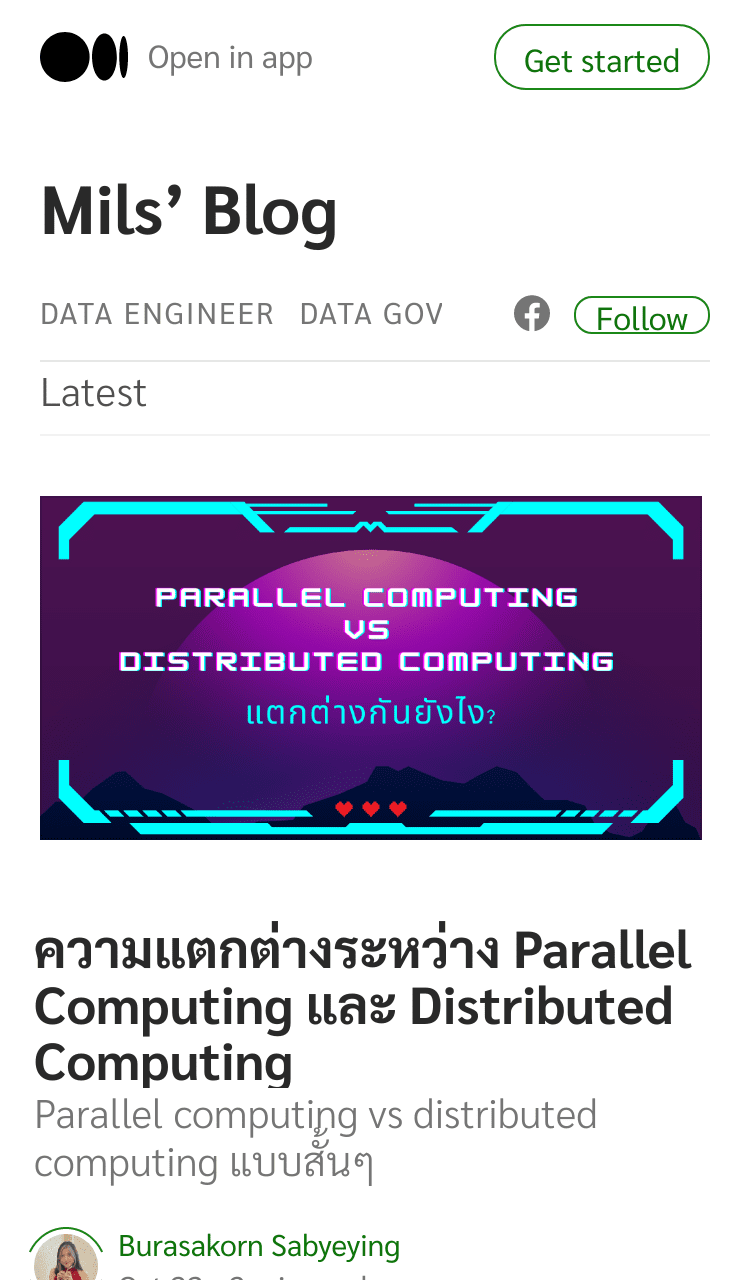 Open in app
Get started
Mils’ Blog
DATA ENGINEER DATA GOV
Follow
Latest
PARALLEL COMPUTING
VS
DISTRIBUTED COMPUTING
แตกต่างกันยังไง?
ความแตกต่างระหว่าง Parallel
Computing และ Distributed
Computing
Parallel computing vs distributed
computing แบบสั้นๆ
Burasakorn Sabyeying